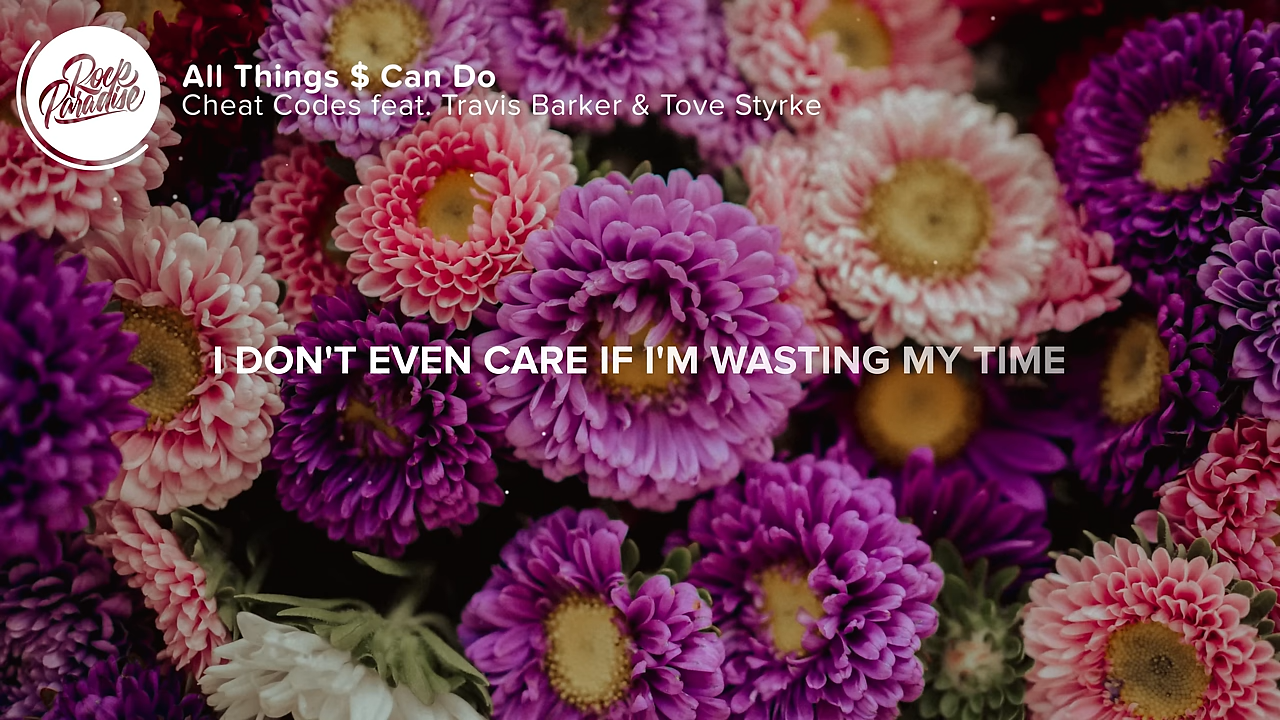 Rock
Paradise
All Things $ Can Do
Cheat Codes feat. Travis Barker & Tove Styrke
I DON'T EVEN CARE IF I'M WASTING MY TIME